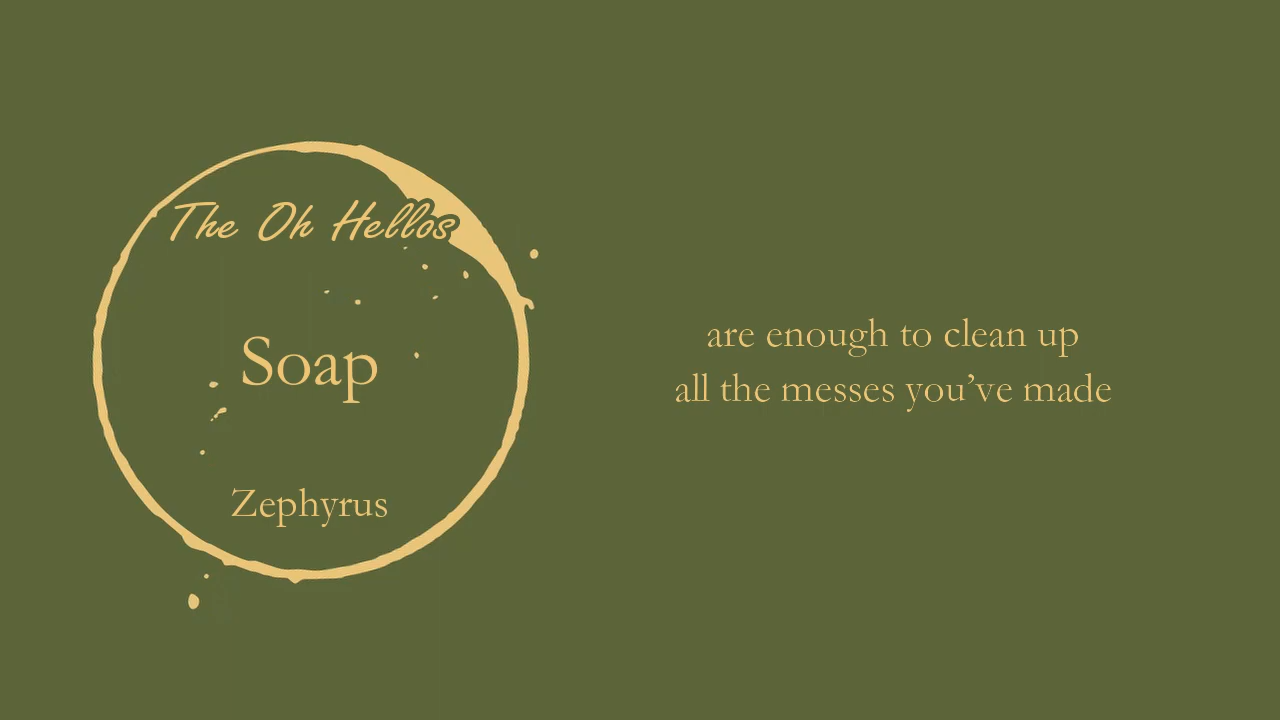 The Oh Hellos
Soap
Zephyrus
are enough to clean up
all the messes you’ve made